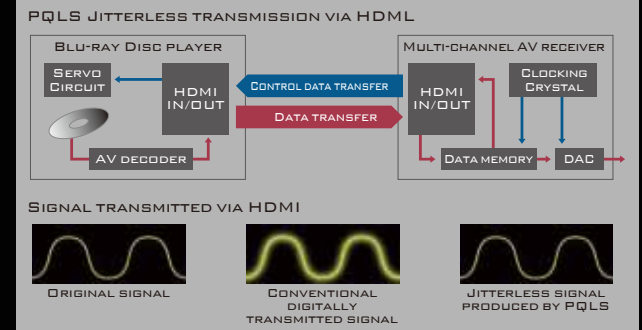 PQLS Jitterless transmission via HDML
Blu-ray Disc player
Multi-channel AV receiver
Servo
Circuit
HDMI
IN/OUT
Control data transfer
HDMI
IN/OUT
Clocking
Crystal
Data transfer
AV decoder
Data memory
DAC
Signal transmitted via HDMI
Original signal
Conventional
digitally
transmitted signal
Jitterless signal
produced by PQLS